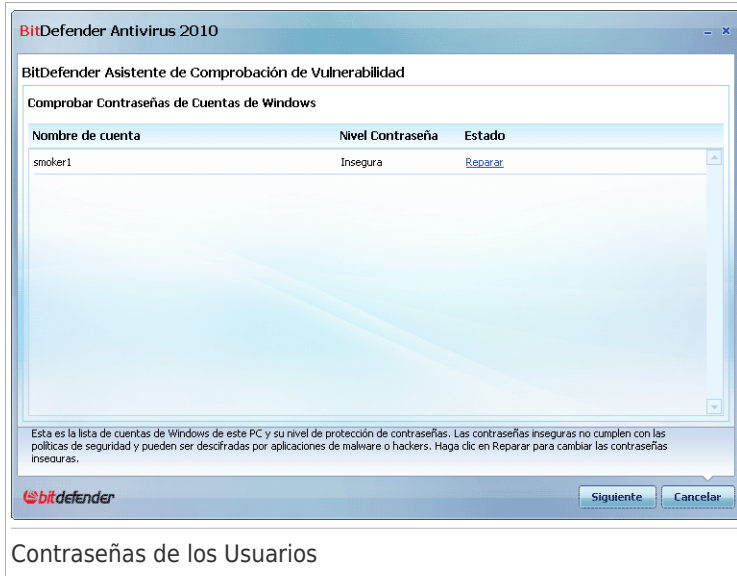 BitDefender Antivirus 2010
BitDefender Asistente de Comprobación de Vulnerabilidad
Comprobar Contraseñas de Cuentas de Windows
Nombre de cuenta Nivel Contraseña Estado
smoker1 Insegura Reparar
Esta es la lista de cuentas de Windows de este PC y su nivel de protección de contraseñas. Las contraseñas inseguras no cumplen con las
políticas de seguridad y pueden ser descifradas por aplicaciones de malware o hackers. Haga clic en Reparar para cambiar las contraseñas
inseguras.
bitdefender Siguiente Cancelar
Contraseñas de los Usuarios